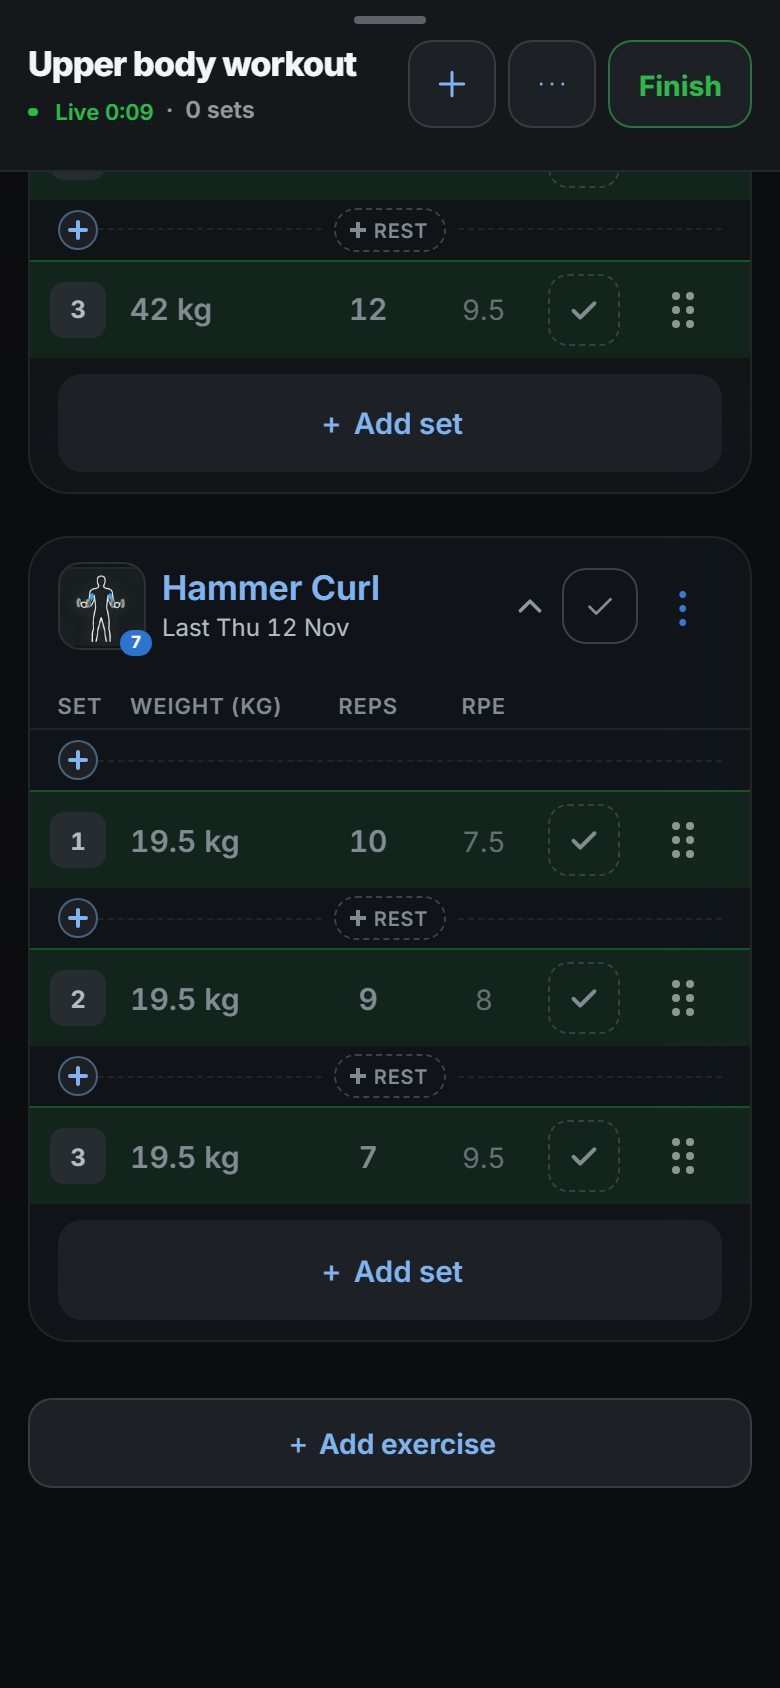 Upper body workout
Live 0:09 · 0 sets
+
...
Finish
+ REST
3 42 kg 12 9.5
+ Add set
7
Hammer Curl
Last Thu 12 Nov
SET WEIGHT (KG) REPS RPE
1 19.5 kg 10 7.5
+ REST
2 19.5 kg 9 8
+ REST
3 19.5 kg 7 9.5
+ Add set
+ Add exercise